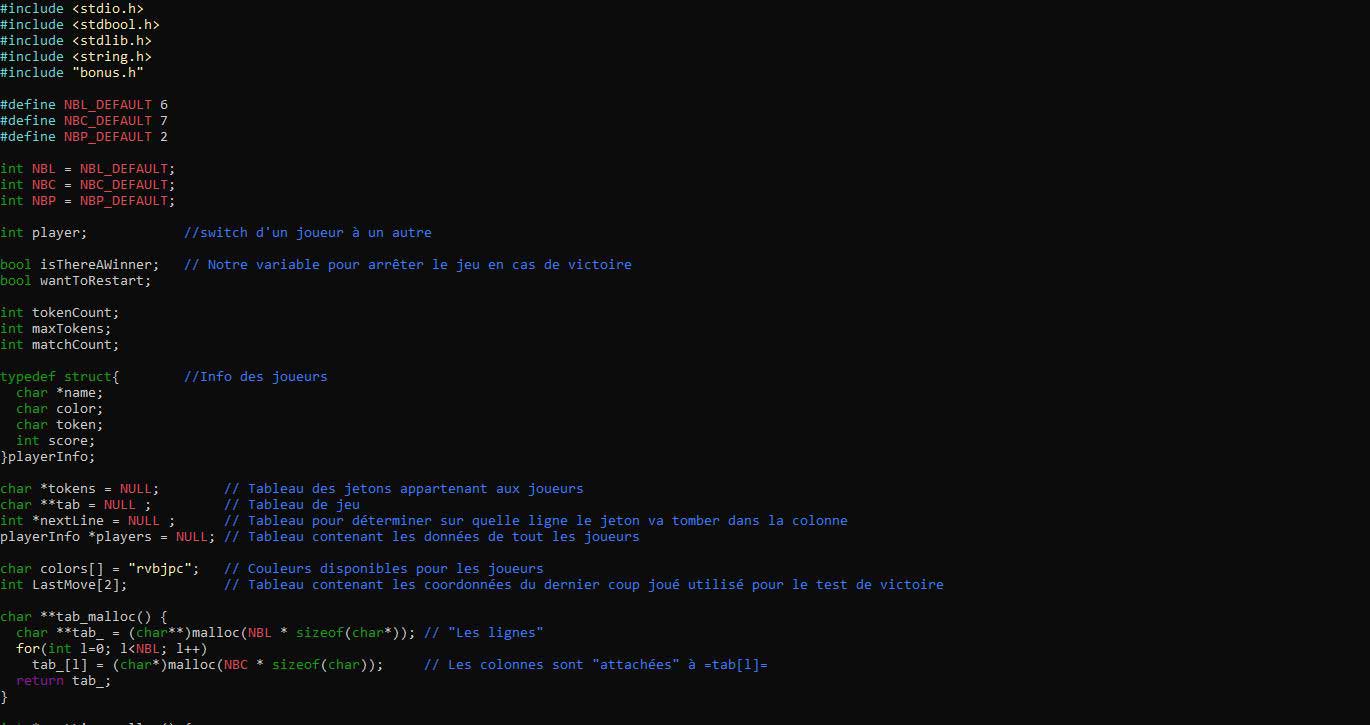 #include <stdio.h>
#include <stdbool.h>
#include <stdlib.h>
#include <string.h>
#include "bonus.h"
#define NBL_DEFAULT 6
#define NBC_DEFAULT 7
#define NBP_DEFAULT 2
int NBL = NBL_DEFAULT;
int NBC = NBC_DEFAULT;
int NBP = NBP_DEFAULT;
int player;            //switch d'un joueur à un autre
bool isThereAWinner;   // Notre variable pour arrêter le jeu en cas de victoire
bool wantToRestart;
int tokenCount;
int maxTokens;
int matchCount;
typedef struct{        //Info des joueurs
  char *name;
  char color;
  char token;
  int score;
}playerInfo;
char *tokens = NULL;        // Tableau des jetons appartenant aux joueurs
char **tab = NULL ;         // Tableau de jeu
int *nextLine = NULL ;      // Tableau pour déterminer sur quelle ligne le jeton va tomber dans la colonne
playerInfo *players = NULL; // Tableau contenant les données de tout les joueurs
char colors[] = "rvbjpc";   // Couleurs disponibles pour les joueurs
int LastMove[2];            // Tableau contenant les coordonnées du dernier coup joué utilisé pour le test de victoire
char **tab_malloc() {
  char **tab_ = (char**)malloc(NBL * sizeof(char*)); // "Les lignes"
  for(int l=0; l<NBL; l++)
    tab_[l] = (char*)malloc(NBC * sizeof(char));     // Les colonnes sont "attachées" à =tab[l]=
  return tab_;
}